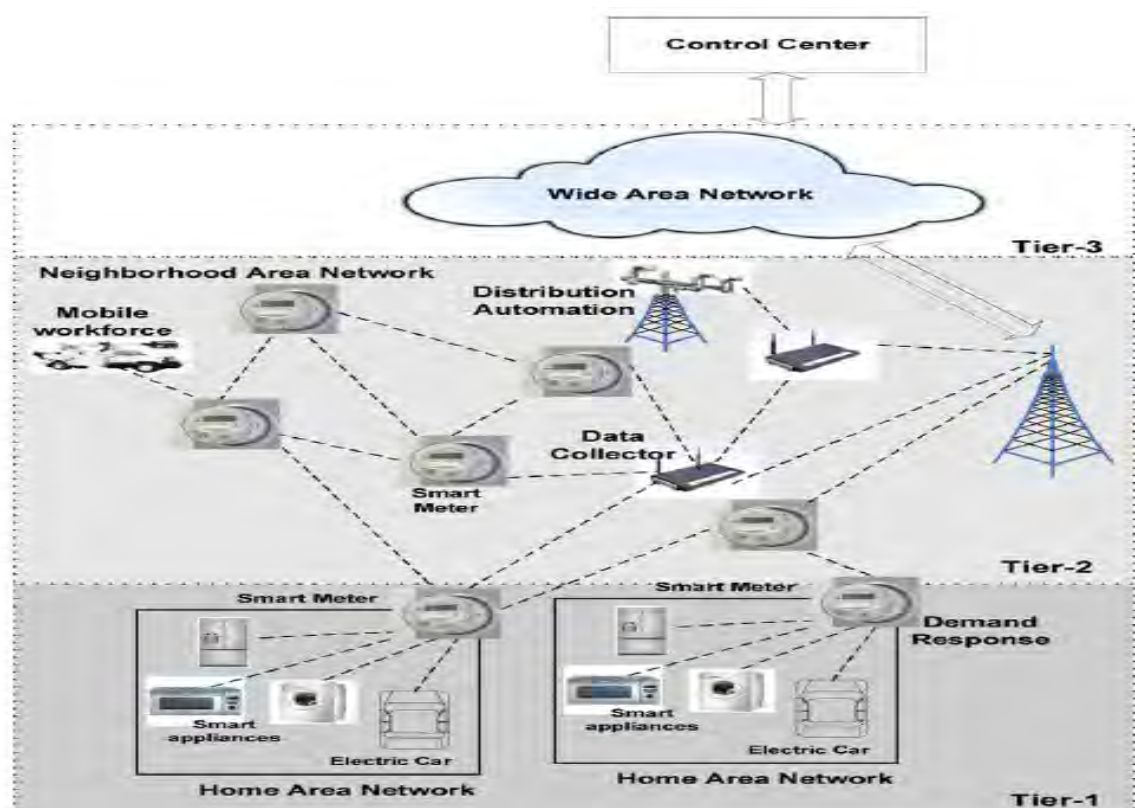 Control Center
Wide Area Network
Tier-3
Neighborhood Area Network
Mobile
workforce
Distribution
Automation
Data
Collector
Smart
Meter
Tier-2
Smart Meter
Smart Meter
Demand
Response
Smart
appliances
Electric Car
Smart
appliances
Electric Car
Home Area Network
Home Area Network
Tier-1